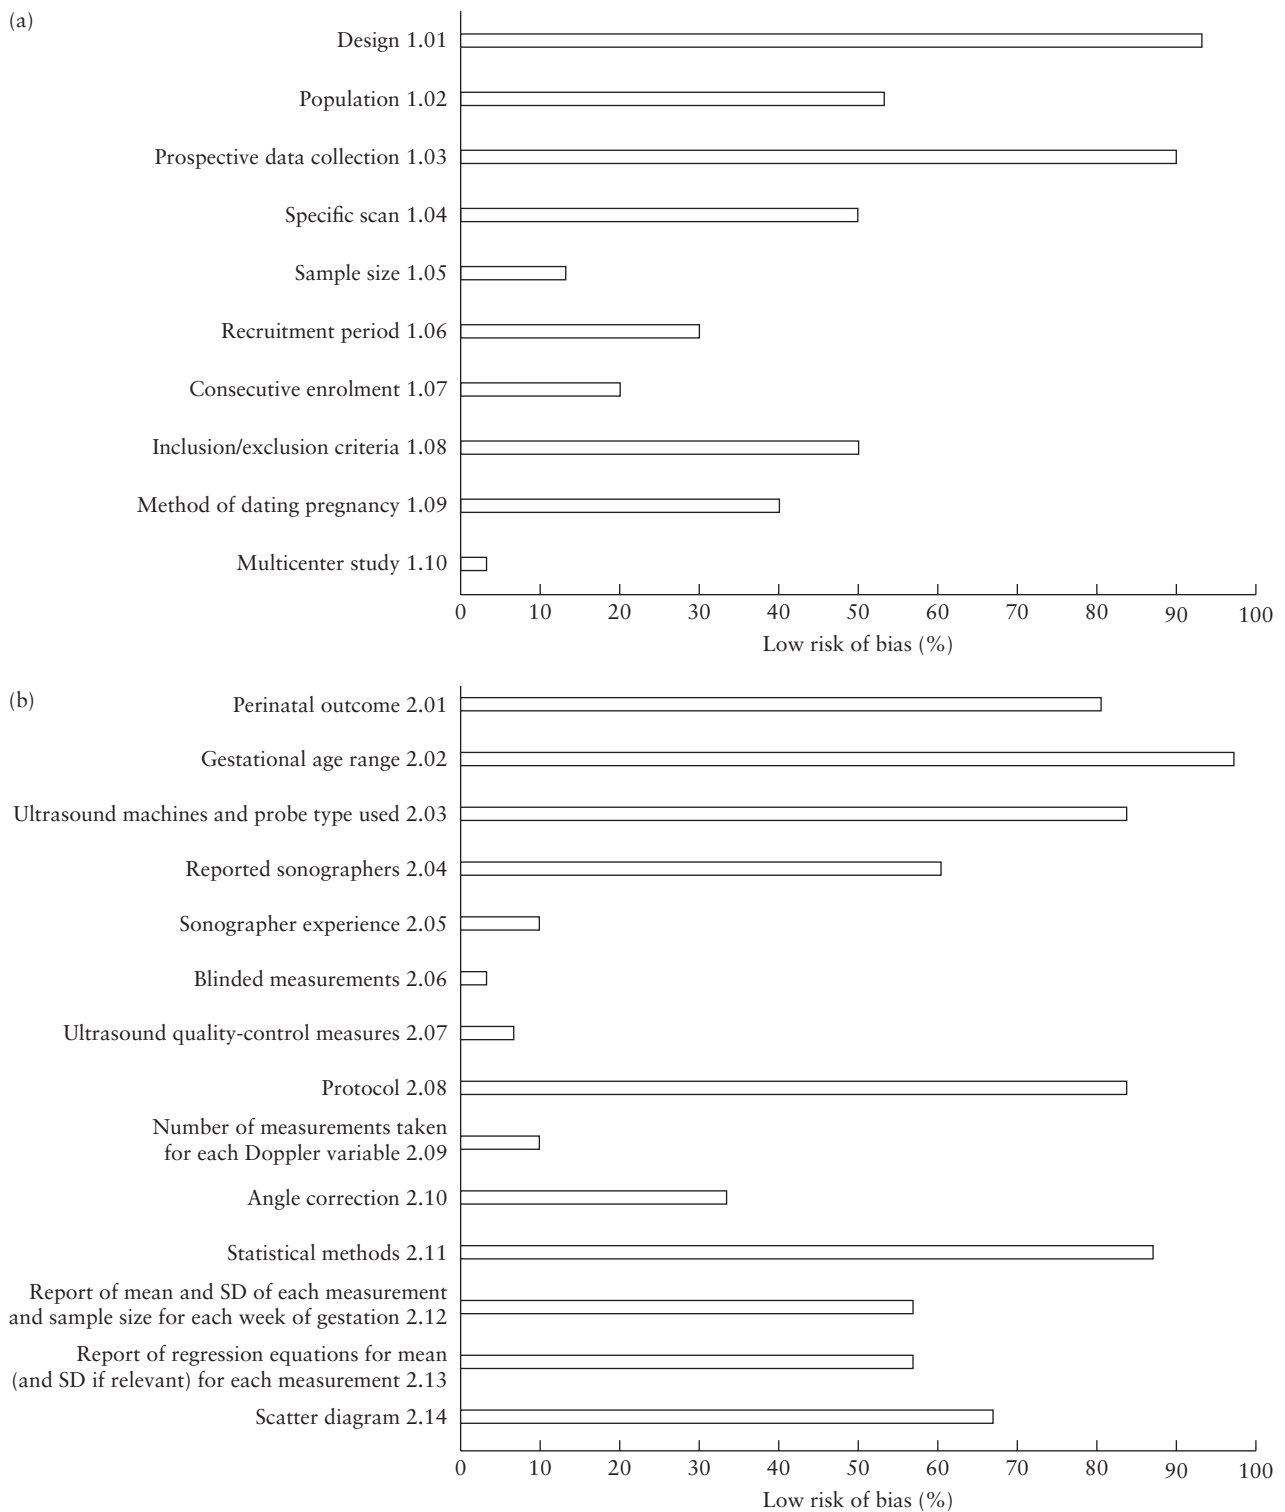 (a)
Design 1.01
Population 1.02
Prospective data collection 1.03
Specific scan 1.04
Sample size 1.05
Recruitment period 1.06
Consecutive enrolment 1.07
Inclusion/exclusion criteria 1.08
Method of dating pregnancy 1.09
Multicenter study 1.10
0 10 20 30 40 50 60 70 80 90 100
Low risk of bias (%)
(b)
Perinatal outcome 2.01
Gestational age range 2.02
Ultrasound machines and probe type used 2.03
Reported sonographers 2.04
Sonographer experience 2.05
Blinded measurements 2.06
Ultrasound quality-control measures 2.07
Protocol 2.08
Number of measurements taken
for each Doppler variable 2.09
Angle correction 2.10
Statistical methods 2.11
Report of mean and SD of each measurement
and sample size for each week of gestation 2.12
Report of regression equations for mean
(and SD if relevant) for each measurement 2.13
Scatter diagram 2.14
0 10 20 30 40 50 60 70 80 90 100
Low risk of bias (%)